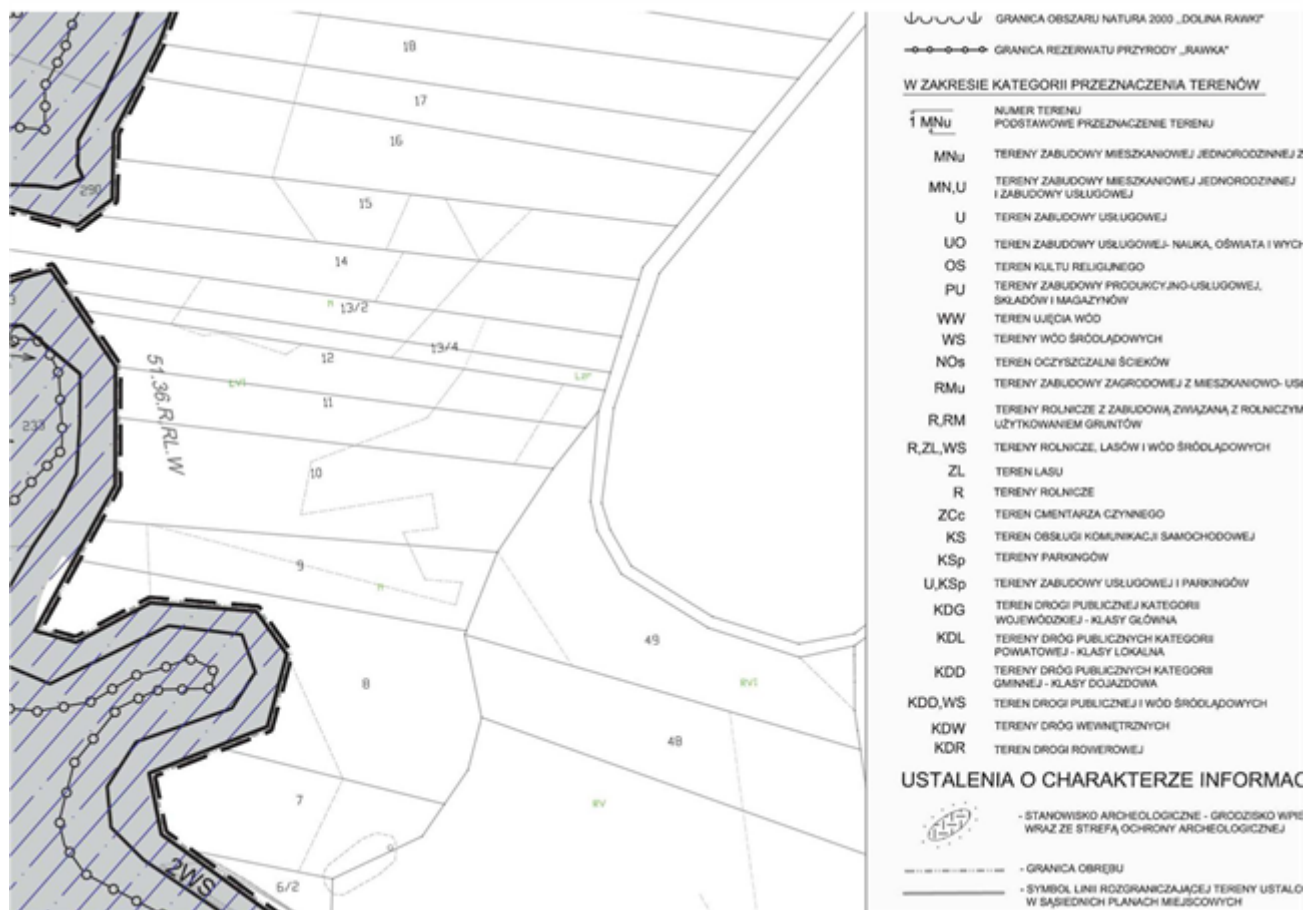 18
17
16
290
15
14
R
13/2
13/4
12
ŁVI
11
51.36.R,RL.W
233
10
9
R
49
8
RVI
48
7
RV
2WS
6/2
GRANICA OBSZARU NATURA 2000 „DOLINA RAWKI"
GRANICA REZERWATU PRZYRODY „RAWKA"
W ZAKRESIE KATEGORII PRZEZNACZENIA TERENÓW
1 MNu NUMER TERENU
PODSTAWOWE PRZEZNACZENIE TERENU
MNu TERENY ZABUDOWY MIESZKANIOWEJ JEDNORODZINNEJ Z
MN,U TERENY ZABUDOWY MIESZKANIOWEJ JEDNORODZINNEJ
I ZABUDOWY USŁUGOWEJ
U TEREN ZABUDOWY USŁUGOWEJ
UO TEREN ZABUDOWY USŁUGOWEJ- NAUKA, OŚWIATA I WYCH
OS TEREN KULTU RELIGIJNEGO
PU TERENY ZABUDOWY PRODUKCYJNO-USŁUGOWEJ,
SKŁADÓW I MAGAZYNÓW
WW TEREN UJĘCIA WÓD
WS TERENY WÓD ŚRÓDLĄDOWYCH
NOs TEREN OCZYSZCZALNI ŚCIEKÓW
RMu TERENY ZABUDOWY ZAGRODOWEJ Z MIESZKANIOWO- USŁ
R,RM TERENY ROLNICZE Z ZABUDOWĄ ZWIĄZANĄ Z ROLNICZYM
UŻYTKOWANIEM GRUNTÓW
R,ZL,WS TERENY ROLNICZE, LASÓW I WÓD ŚRÓDLĄDOWYCH
ZL TEREN LASU
R TERENY ROLNICZE
ZCc TEREN CMENTARZA CZYNNEGO
KS TEREN OBSŁUGI KOMUNIKACJI SAMOCHODOWEJ
KSp TERENY PARKINGÓW
U,KSp TERENY ZABUDOWY USŁUGOWEJ I PARKINGÓW
KDG TEREN DROGI PUBLICZNEJ KATEGORII
WOJEWÓDZKIEJ - KLASY GŁÓWNA
KDL TERENY DRÓG PUBLICZNYCH KATEGORII
POWIATOWEJ - KLASY LOKALNA
KDD TERENY DRÓG PUBLICZNYCH KATEGORII
GMINNEJ - KLASY DOJAZDOWA
KDD,WS TEREN DROGI PUBLICZNEJ I WÓD ŚRÓDLĄDOWYCH
KDW TERENY DRÓG WEWNĘTRZNYCH
KDR TEREN DROGI ROWEROWEJ
USTALENIA O CHARAKTERZE INFORMAC
- STANOWISKO ARCHEOLOGICZNE - GRODZISKO WPIS
WRAZ ZE STREFĄ OCHRONY ARCHEOLOGICZNEJ
- GRANICA OBRĘBU
- SYMBOL LINII ROZGRANICZAJĄCEJ TERENY USTALO
W SĄSIEDNICH PLANACH MIEJSCOWYCH